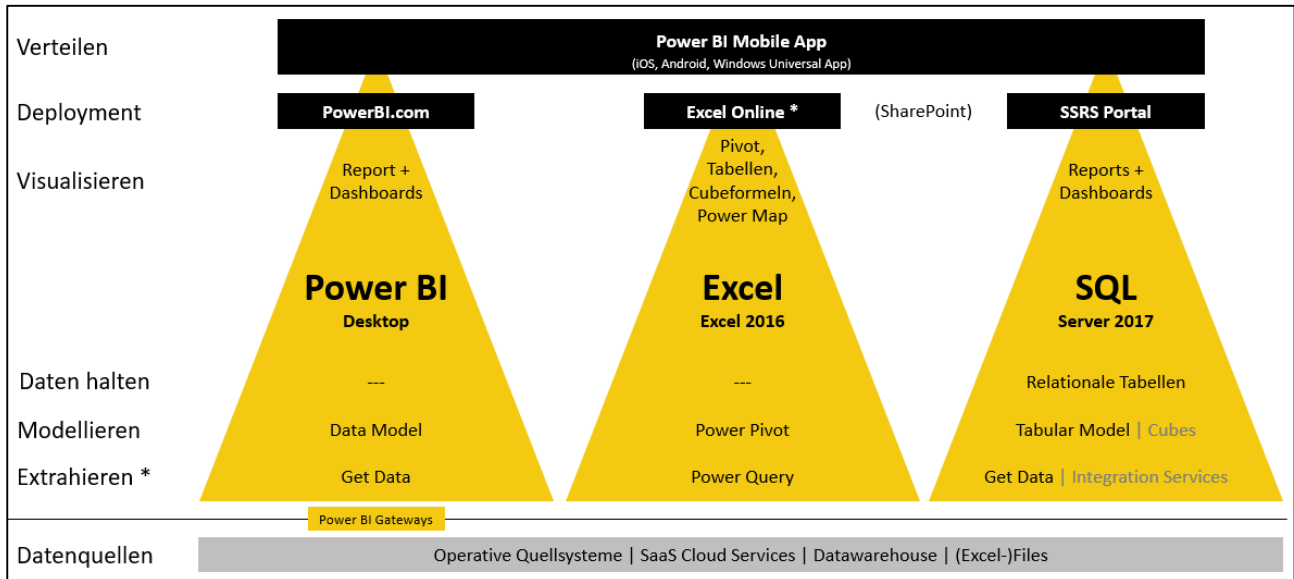 Verteilen
Power BI Mobile App
(iOS, Android, Windows Universal App)
Deployment
PowerBI.com
Excel Online *
(SharePoint)
SSRS Portal
Visualisieren
Report +
Dashboards
Pivot,
Tabellen,
Cubeformeln,
Power Map
Reports +
Dashboards
Power BI
Desktop
Excel
Excel 2016
SQL
Server 2017
Daten halten
---
---
Relationale Tabellen
Modellieren
Data Model
Power Pivot
Tabular Model | Cubes
Extrahieren *
Get Data
Power Query
Get Data | Integration Services
Power BI Gateways
Datenquellen
Operative Quellsysteme | SaaS Cloud Services | Datawarehouse | (Excel-)Files